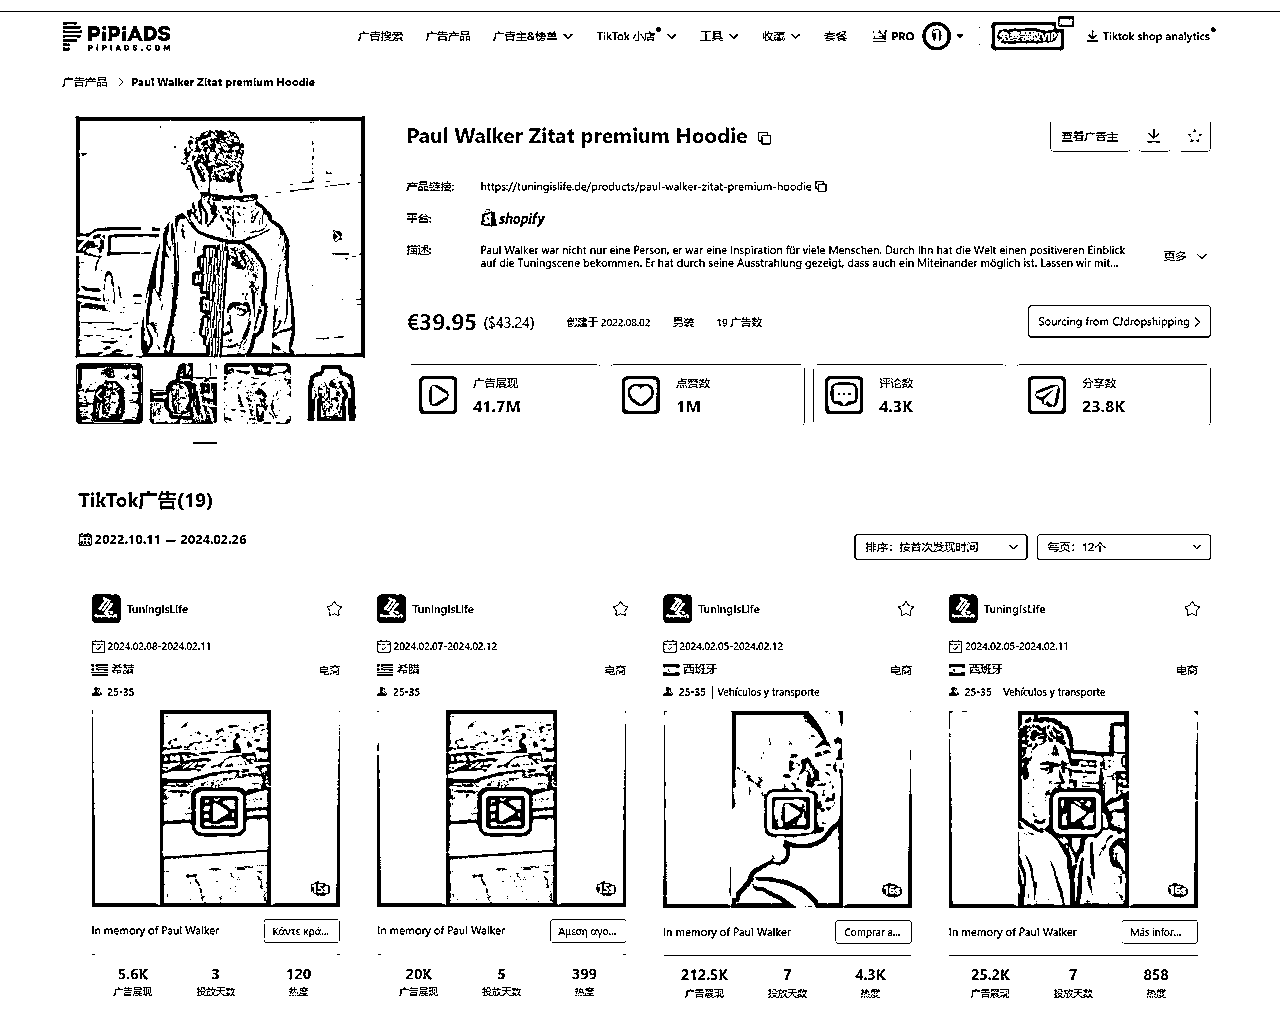 PiPiADS
PIPIADS.COM
广告搜索 广告产品 广告主&榜单 TikTok 小店 工具 收藏 套餐 PRO 免费领取VIP Tiktok shop analytics
广告产品 > Paul Walker Zitat premium Hoodie
Paul Walker Zitat premium Hoodie
查看广告主
产品链接: https://tuningislife.de/products/paul-walker-zitat-premium-hoodie
平台: shopify
描述: Paul Walker war nicht nur eine Person, er war eine Inspiration für viele Menschen. Durch Ihn hat die Welt einen positiveren Einblick
auf die Tuningscene bekommen. Er hat durch seine Ausstrahlung gezeigt, dass auch ein Miteinander möglich ist. Lassen wir mit...
更多
€39.95 ($43.24) 创建于 2022.08.02 男装 19 广告数
Sourcing from CJdropshipping >
广告展现 点赞数 评论数 分享数
41.7M 1M 4.3K 23.8K
TikTok广告(19)
2022.10.11 — 2024.02.26
排序: 按首次发现时间 每页: 12个
TuningIsLife TuningIsLife TuningIsLife TuningIsLife
2024.02.08-2024.02.11 2024.02.07-2024.02.12 2024.02.05-2024.02.12 2024.02.05-2024.02.11
希腊 电商 希腊 电商 西班牙 电商 西班牙 电商
25-35 25-35 25-35 | Vehículos y transporte 25-35 Vehículos y transporte
15s 15s 16s 16s
In memory of Paul Walker Κάντε κρά... In memory of Paul Walker Άμεση αγο... In memory of Paul Walker Comprar a... In memory of Paul Walker Más infor...
5.6K 3 120 20K 5 399 212.5K 7 4.3K 25.2K 7 858
广告展现 投放天数 热度 广告展现 投放天数 热度 广告展现 投放天数 热度 广告展现 投放天数 热度